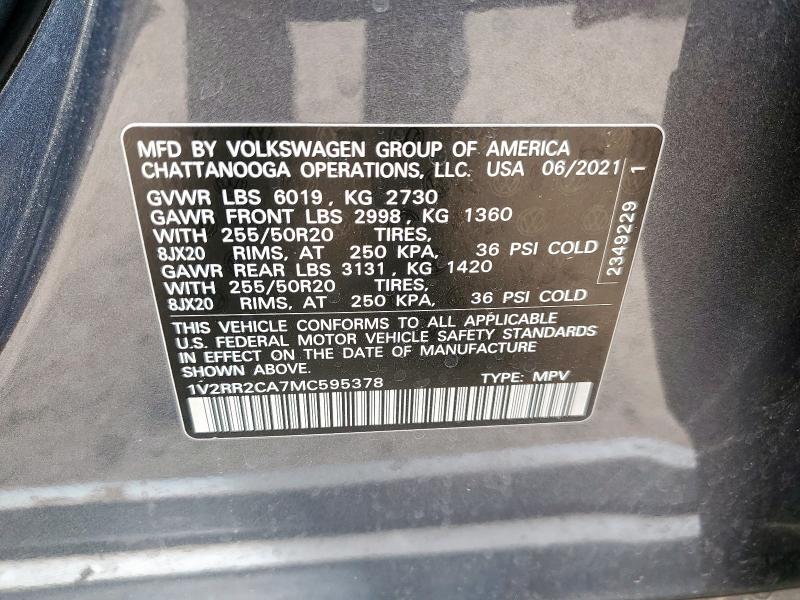 MFD BY VOLKSWAGEN GROUP OF AMERICA
CHATTANOOGA OPERATIONS, LLC. USA 06/2021
GVWR LBS 6019, KG 2730
GAWR FRONT LBS 2998, KG 1360
WITH 255/50R20 TIRES,
8JX20 RIMS, AT 250 KPA, 36 PSI COLD
GAWR REAR LBS 3131, KG 1420
WITH 255/50R20 TIRES,
8JX20 RIMS, AT 250 KPA, 36 PSI COLD
THIS VEHICLE CONFORMS TO ALL APPLICABLE
U.S. FEDERAL MOTOR VEHICLE SAFETY STANDARDS
IN EFFECT ON THE DATE OF MANUFACTURE
SHOWN ABOVE.
1V2RR2CA7MC595378 TYPE: MPV
2349229 1